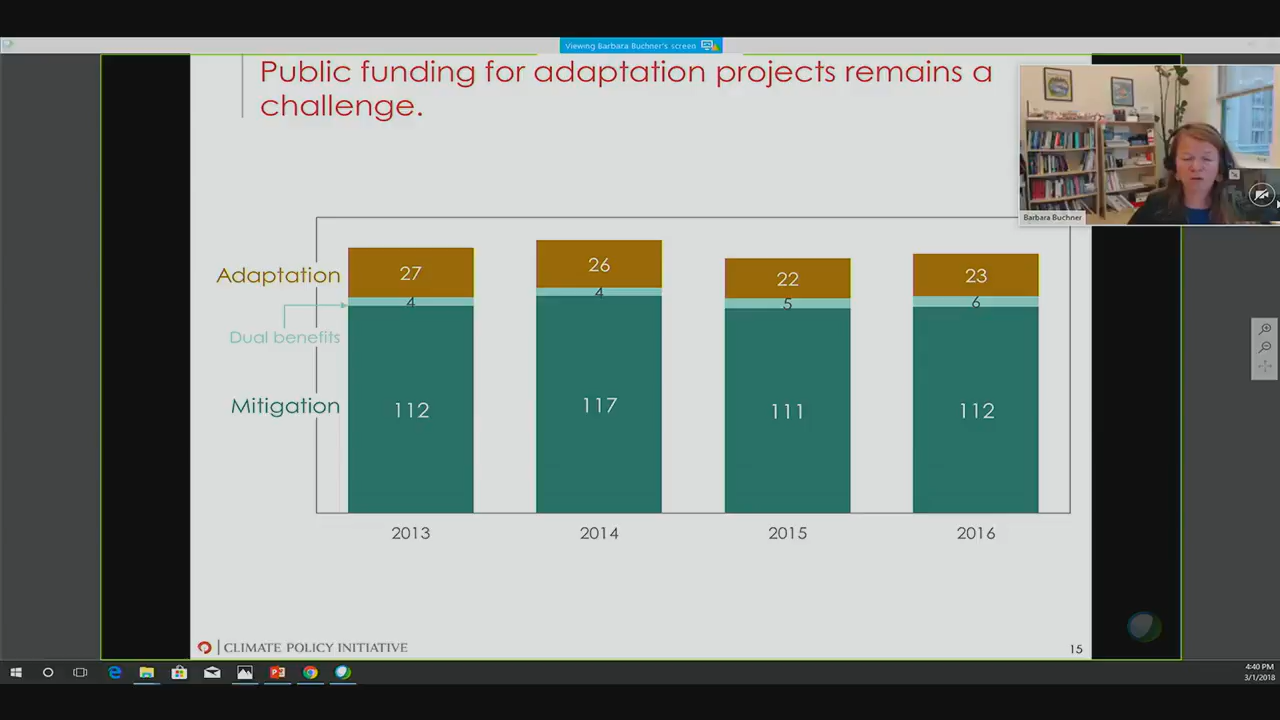 Viewing Barbara Buchner's screen
Public funding for adaptation projects remains a
challenge.
Barbara Buchner
Adaptation
27
26
22
23
4
4
5
6
Dual benefits
Mitigation
112
117
111
112
2013
2014
2015
2016
CLIMATE POLICY INITIATIVE
15
4:40 PM
3/1/2018